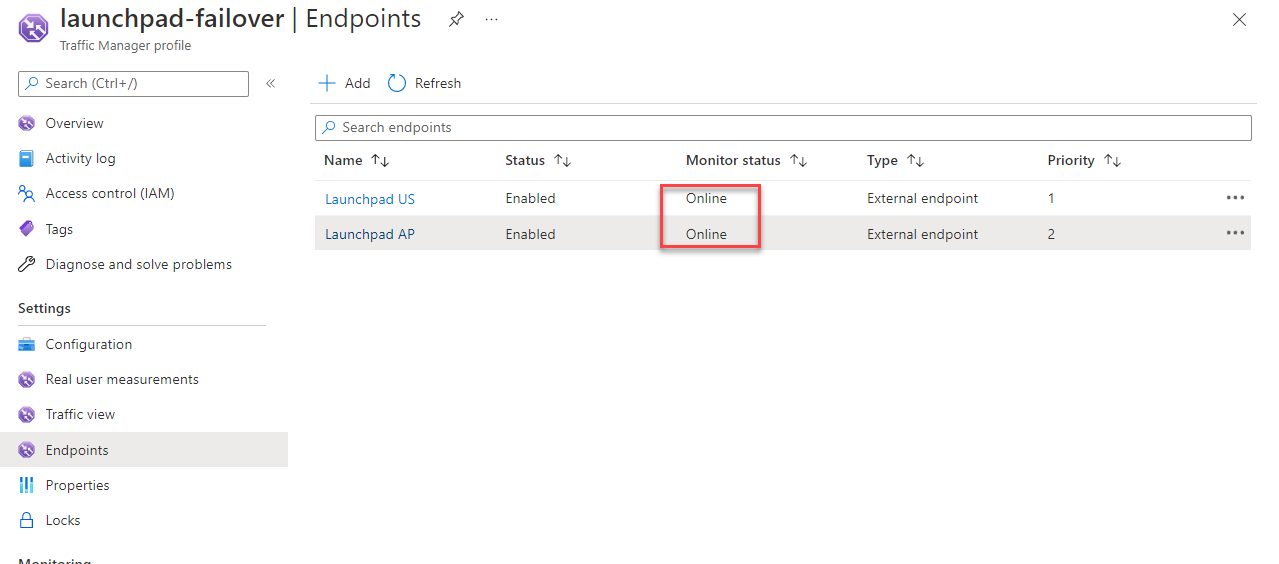 launchpad-failover | Endpoints
Traffic Manager profile
Search (Ctrl+/)
Overview
Activity log
Access control (IAM)
Tags
Diagnose and solve problems
Settings
Configuration
Real user measurements
Traffic view
Endpoints
Properties
Locks
Monitoring
Add Refresh
Search endpoints
Name Status Monitor status Type Priority
Launchpad US Enabled Online External endpoint 1
Launchpad AP Enabled Online External endpoint 2